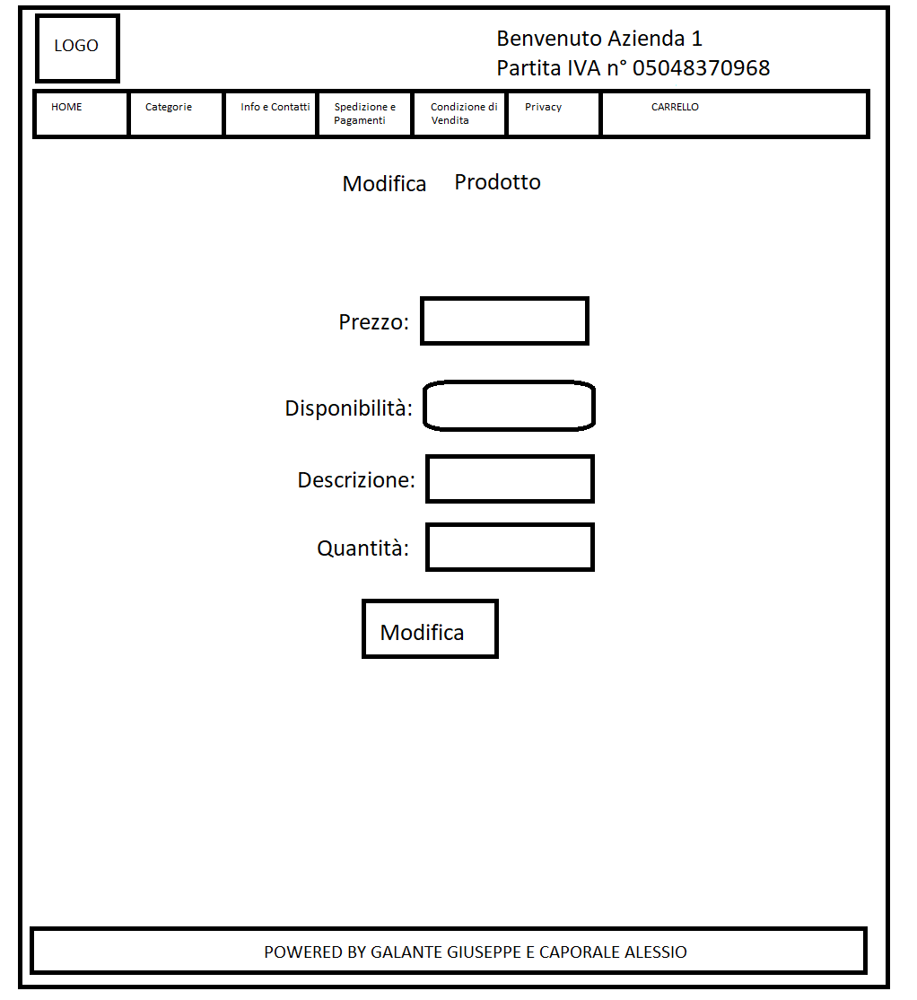 LOGO
Benvenuto Azienda 1
Partita IVA n° 05048370968
HOME
Categorie
Info e Contatti
Spedizione e
Pagamenti
Condizione di
Vendita
Privacy
CARRELLO
Modifica Prodotto
Prezzo:
Disponibilità:
Descrizione:
Quantità:
Modifica
POWERED BY GALANTE GIUSEPPE E CAPORALE ALESSIO